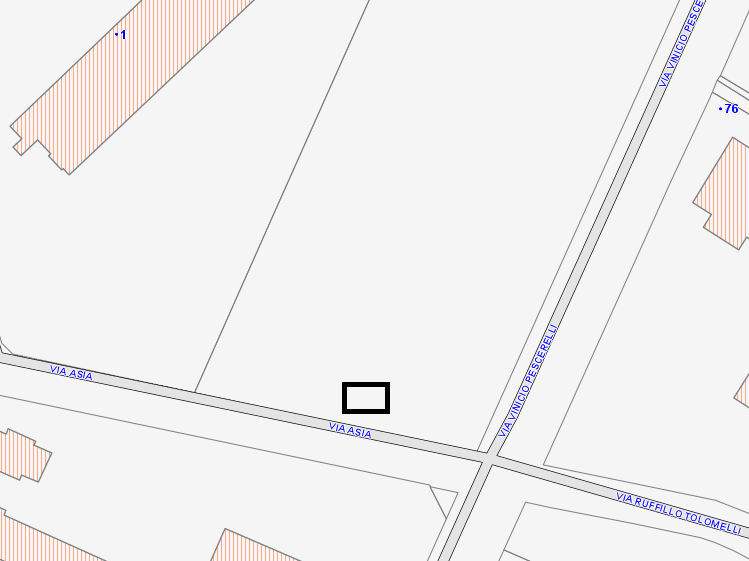 1
VIA VINICIO PESCE
76
VIA VINICIO PESCERELLI
VIA ASIA
VIA ASIA
VIA RUFFILLO TOLOMELLI